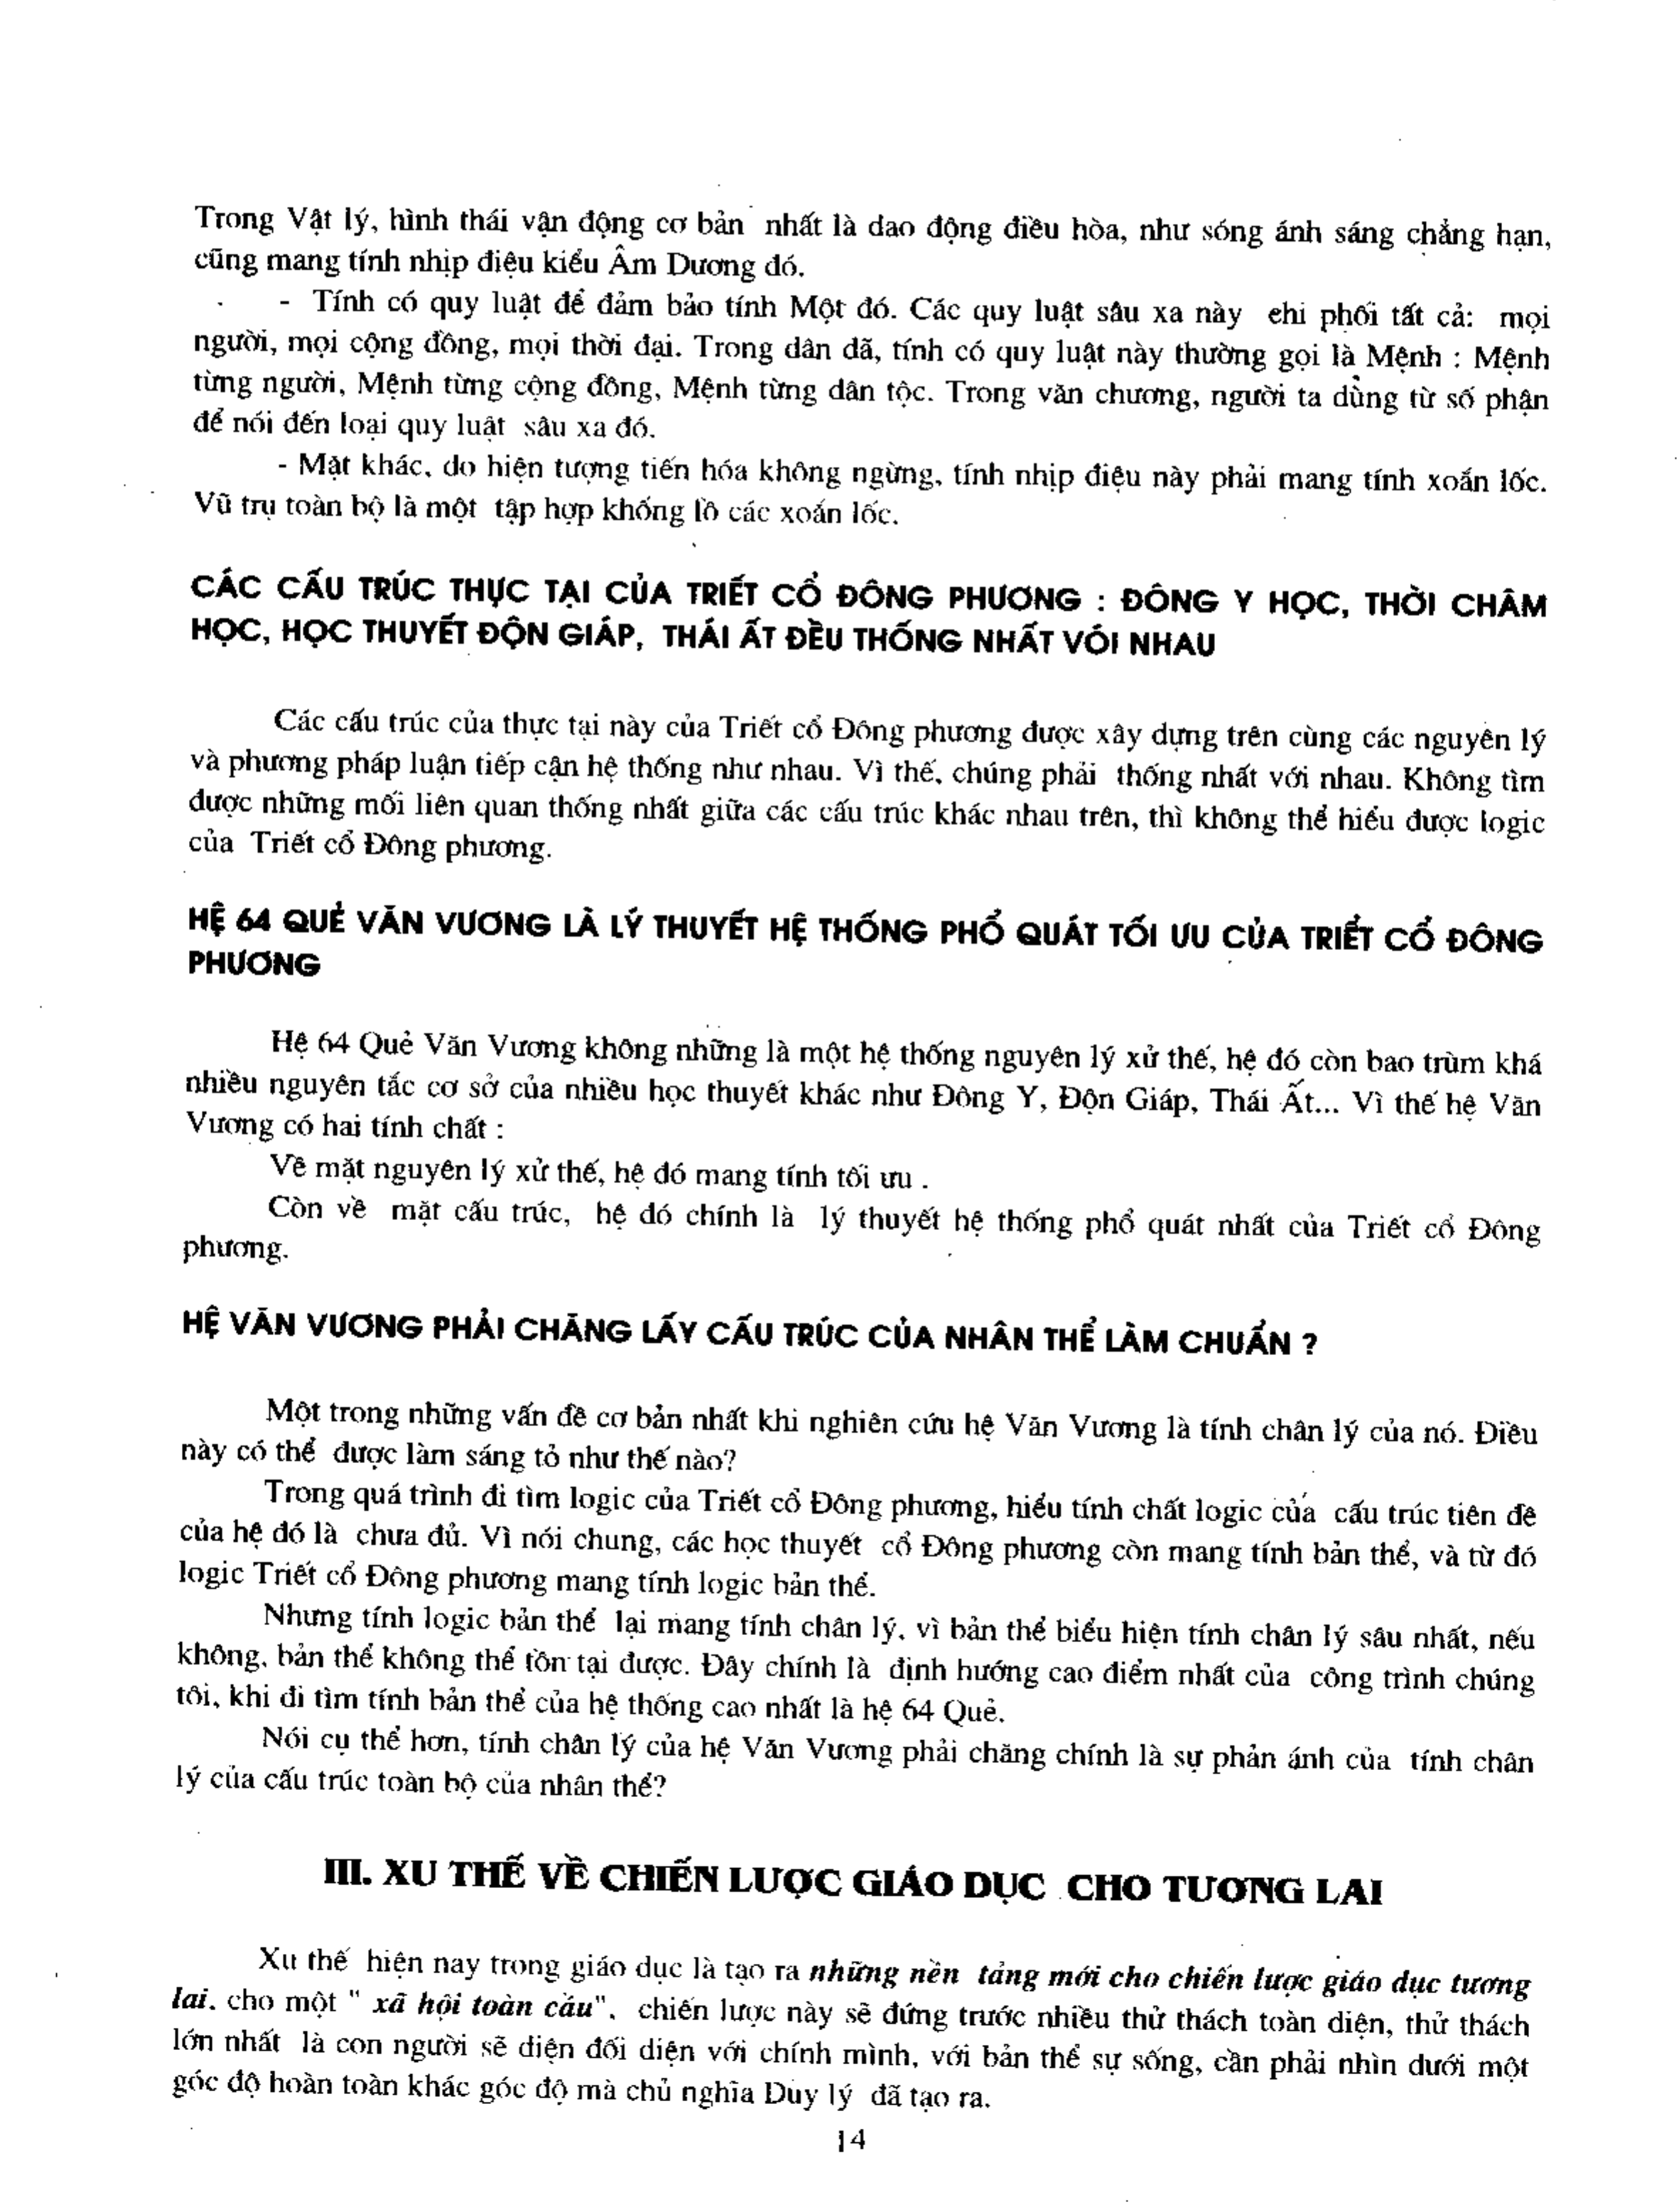 Trong Vật lý, hình thái vận động cơ bản nhất là dao động điều hòa, như sóng ánh sáng chẳng hạn,
cũng mang tính nhịp điệu kiểu Âm Dương đó.
- Tính có quy luật để đảm bảo tính Một đó. Các quy luật sâu xa này chi phối tất cả: mọi
người, mọi cộng đồng, mọi thời đại. Trong dân dã, tính có quy luật này thường gọi là Mệnh : Mệnh
từng người, Mệnh từng cộng đồng, Mệnh từng dân tộc. Trong văn chương, người ta dùng từ số phận
để nói đến loại quy luật sâu xa đó.
- Mặt khác, do hiện tượng tiến hóa không ngừng, tính nhịp điệu này phải mang tính xoắn lốc.
Vũ trụ toàn bộ là một tập hợp khổng lồ các xoắn lốc.
CÁC CẤU TRÚC THỰC TẠI CỦA TRIẾT CỔ ĐÔNG PHƯƠNG : ĐÔNG Y HỌC, THỜI CHÂM
HỌC, HỌC THUYẾT ĐỘN GIÁP, THÁI ẤT ĐỀU THỐNG NHẤT VÓI NHAU
Các cấu trúc của thực tại này của Triết cổ Đông phương được xây dựng trên cùng các nguyên lý
và phương pháp luận tiếp cận hệ thống như nhau. Vì thế, chúng phải thống nhất với nhau. Không tìm
được những mối liên quan thống nhất giữa các cấu trúc khác nhau trên, thì không thể hiểu được logic
của Triết cổ Đông phương.
HỆ 64 QUẺ VĂN VƯƠNG LÀ LÝ THUYẾT HỆ THỐNG PHỔ QUÁT TỐI ƯU CỦA TRIẾT CỔ ĐÔNG
PHƯƠNG
Hệ 64 Quẻ Văn Vương không những là một hệ thống nguyên lý xử thế, hệ đó còn bao trùm khá
nhiều nguyên tắc cơ sở của nhiều học thuyết khác như Đông Y, Độn Giáp, Thái Ất... Vì thế hệ Văn
Vương có hai tính chất :
Về mặt nguyên lý xử thế, hệ đó mang tính tối ưu .
Còn về mặt cấu trúc, hệ đó chính là lý thuyết hệ thống phổ quát nhất của Triết cổ Đông
phương.
HỆ VĂN VƯƠNG PHẢI CHĂNG LẤY CẤU TRÚC CỦA NHÂN THỂ LÀM CHUẨN ?
Một trong những vấn đề cơ bản nhất khi nghiên cứu hệ Văn Vương là tính chân lý của nó. Điều
này có thể được làm sáng tỏ như thế nào?
Trong quá trình đi tìm logic của Triết cổ Đông phương, hiểu tính chất logic của cấu trúc tiên đề
của hệ đó là chưa đủ. Vì nói chung, các học thuyết cổ Đông phương còn mang tính bản thể, và từ đó
logic Triết cổ Đông phương mang tính logic bản thể.
Nhưng tính logic bản thể lại mang tính chân lý, vì bản thể biểu hiện tính chân lý sâu nhất, nếu
không, bản thể không thể tồn tại được. Đây chính là định hướng cao điểm nhất của công trình chúng
tôi, khi đi tìm tính bản thể của hệ thống cao nhất là hệ 64 Quẻ.
Nói cụ thể hơn, tính chân lý của hệ Văn Vương phải chăng chính là sự phản ánh của tính chân
lý của cấu trúc toàn bộ của nhân thể?
III. XU THẾ VỀ CHIẾN LƯỢC GIÁO DỤC CHO TƯƠNG LAI
Xu thế hiện nay trong giáo dục là tạo ra những nền tảng mới cho chiến lược giáo dục tương
lai, cho một " xã hội toàn cầu", chiến lược này sẽ đứng trước nhiều thử thách toàn diện, thử thách
lớn nhất là con người sẽ diện đối diện với chính mình, với bản thể sự sống, cần phải nhìn dưới một
góc độ hoàn toàn khác góc độ mà chủ nghĩa Duy lý đã tạo ra.
14